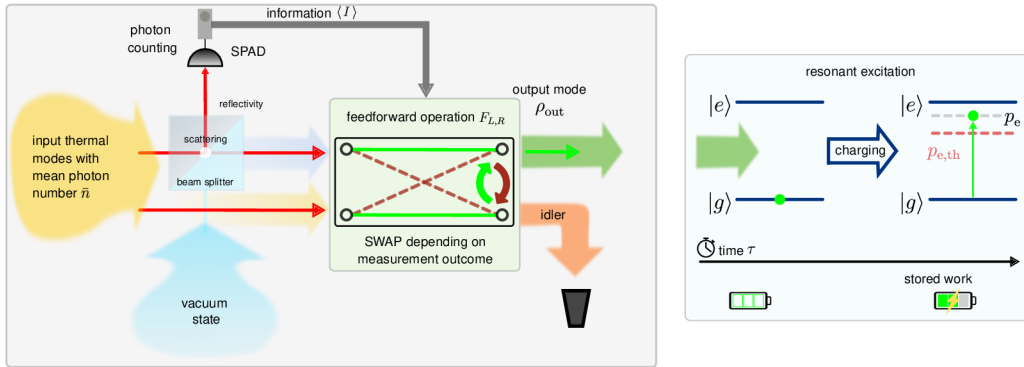 information ⟨I⟩
photon
counting
SPAD
reflectivity
input thermal
modes with
mean photon
number n̄
scattering
beam splitter
vacuum
state
feedforward operation F_{L,R}
SWAP depending on
measurement outcome
output mode
ρ_out
idler
resonant excitation
|e⟩
|g⟩
charging
|e⟩
p_e
p_{e,th}
|g⟩
time τ
stored work